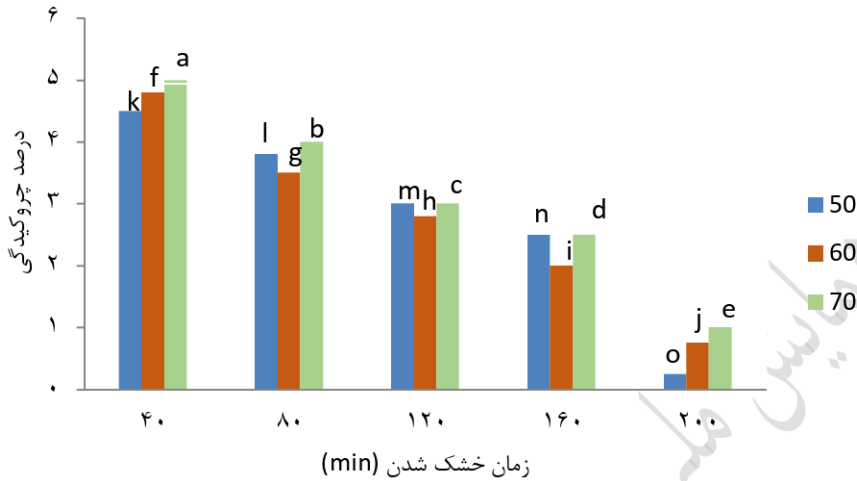 ۶
۵
۴
۳
۲
۱
۰
درصد چروکیدگی
k f a
l g b
m h c
n i d
o j e
۴۰ ۸۰ ۱۲۰ ۱۶۰ ۲۰۰
زمان خشک شدن (min)
50
60
70